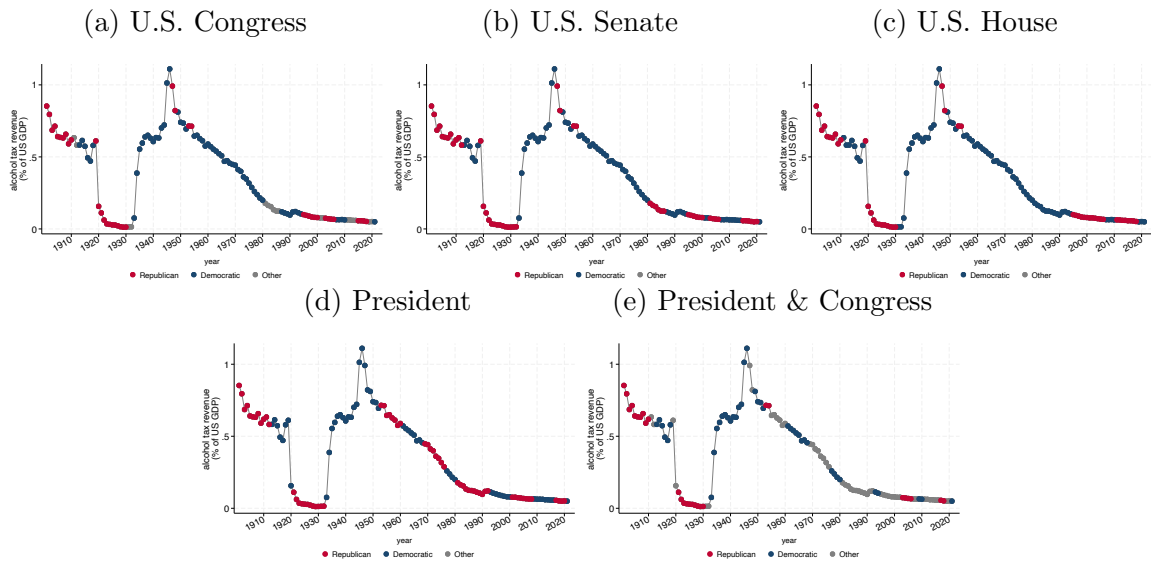 (a) U.S. Congress
(b) U.S. Senate
(c) U.S. House
alcohol tax revenue
(% of US GDP)
1
.5
0
1910 1920 1930 1940 1950 1960 1970 1980 1990 2000 2010 2020
year
Republican Democratic Other
alcohol tax revenue
(% of US GDP)
1
.5
0
1910 1920 1930 1940 1950 1960 1970 1980 1990 2000 2010 2020
year
Republican Democratic Other
alcohol tax revenue
(% of US GDP)
1
.5
0
1910 1920 1930 1940 1950 1960 1970 1980 1990 2000 2010 2020
year
Republican Democratic Other
(d) President
(e) President & Congress
alcohol tax revenue
(% of US GDP)
1
.5
0
1910 1920 1930 1940 1950 1960 1970 1980 1990 2000 2010 2020
year
Republican Democratic Other
alcohol tax revenue
(% of US GDP)
1
.5
0
1910 1920 1930 1940 1950 1960 1970 1980 1990 2000 2010 2020
year
Republican Democratic Other